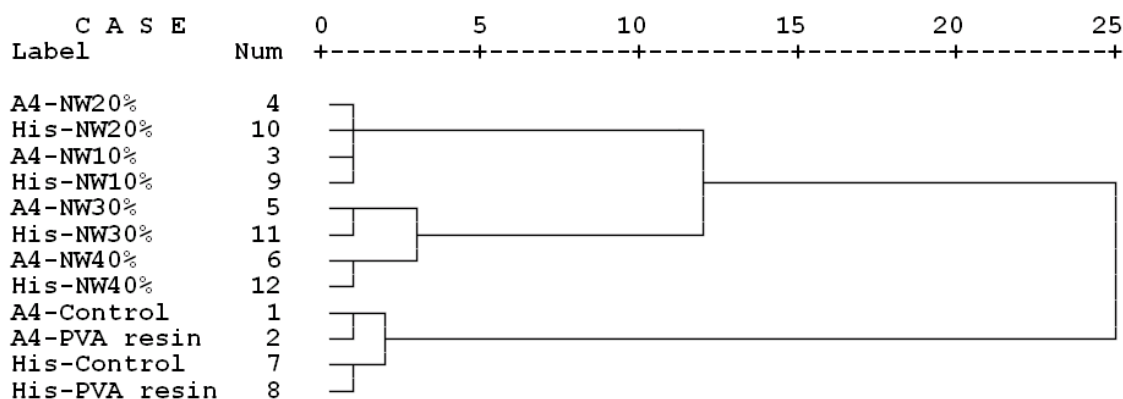 C A S E 0 5 10 15 20 25
Label Num
A4-NW20% 4
His-NW20% 10
A4-NW10% 3
His-NW10% 9
A4-NW30% 5
His-NW30% 11
A4-NW40% 6
His-NW40% 12
A4-Control 1
A4-PVA resin 2
His-Control 7
His-PVA resin 8